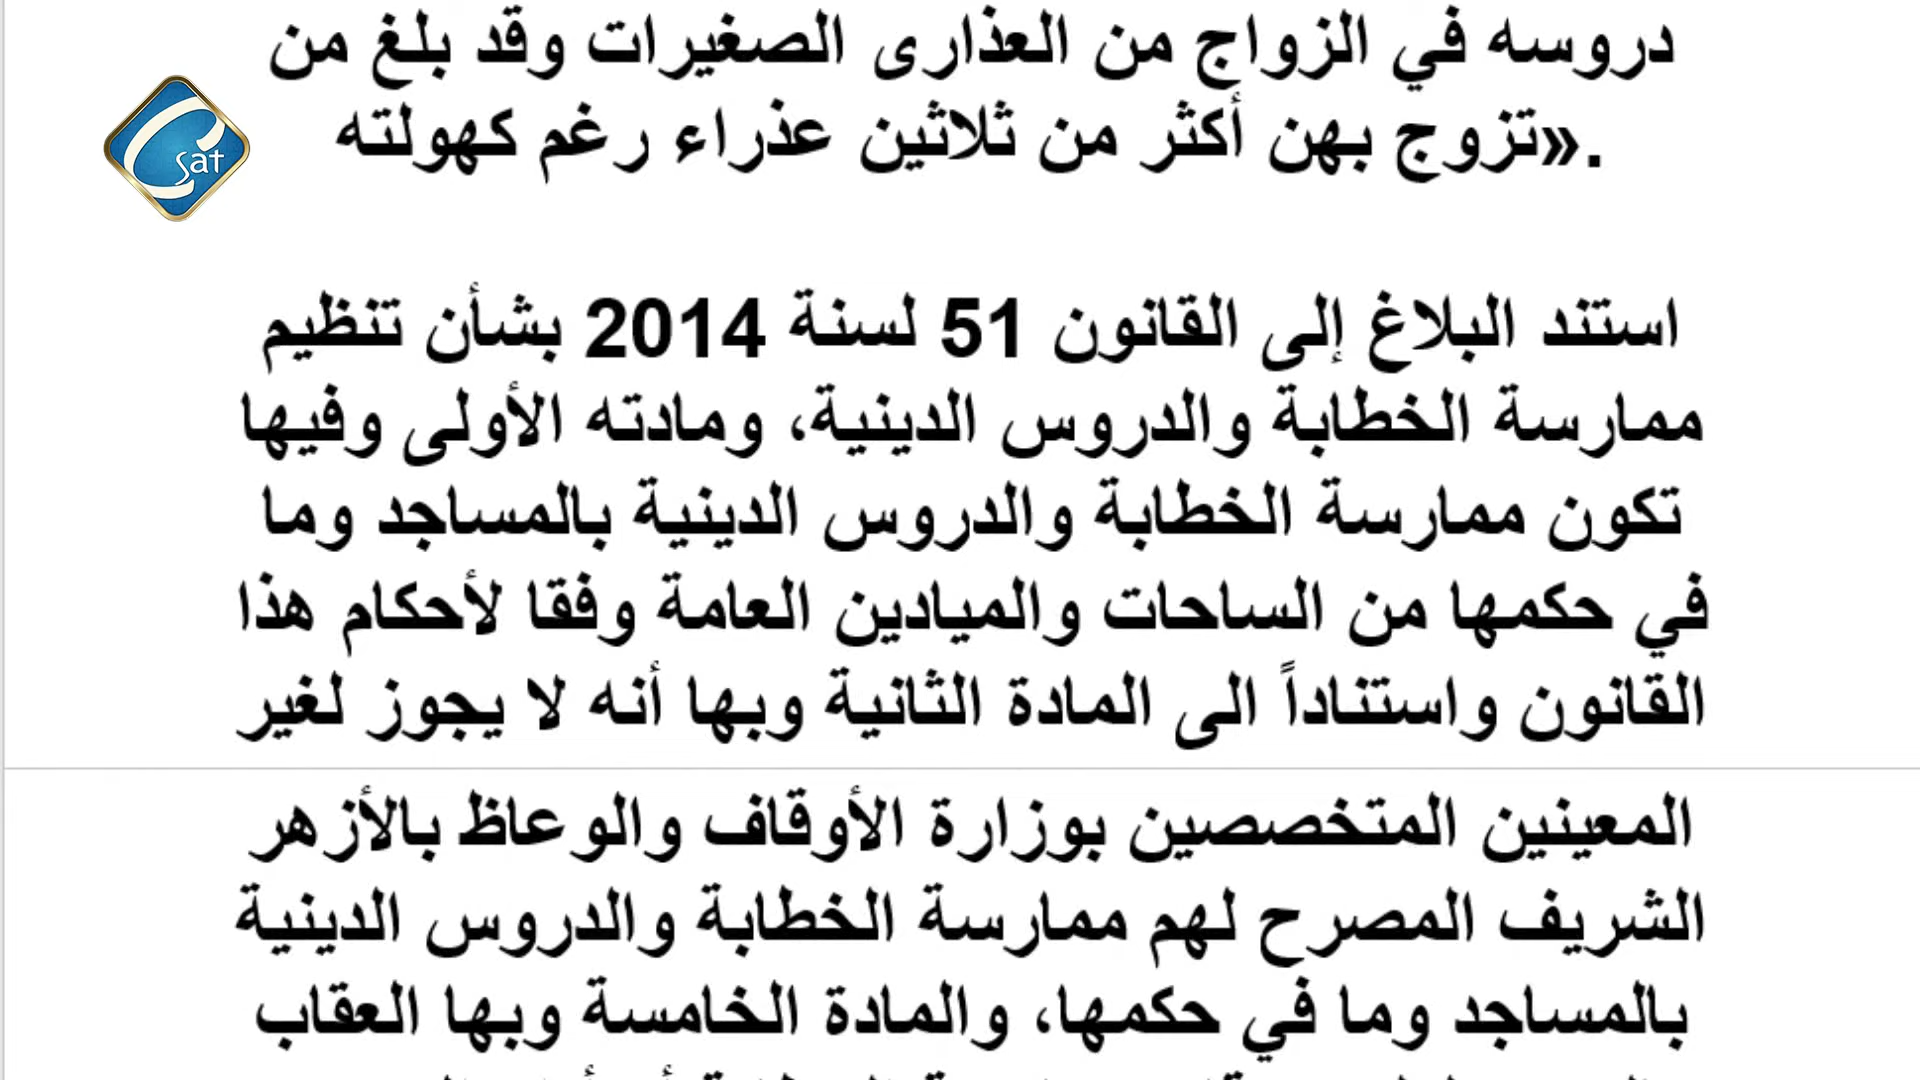 دروسه في الزواج من العذارى الصغيرات وقد بلغ من
تزوج بهن أكثر من ثلاثين عذراء رغم كهولته».
C sat
استند البلاغ إلى القانون 51 لسنة 2014 بشأن تنظيم
ممارسة الخطابة والدروس الدينية، ومادته الأولى وفيها
تكون ممارسة الخطابة والدروس الدينية بالمساجد وما
في حكمها من الساحات والميادين العامة وفقا لأحكام هذا
القانون واستناداً الى المادة الثانية وبها أنه لا يجوز لغير
المعينين المتخصصين بوزارة الأوقاف والوعاظ بالأزهر
الشريف المصرح لهم ممارسة الخطابة والدروس الدينية
بالمساجد وما في حكمها، والمادة الخامسة وبها العقاب